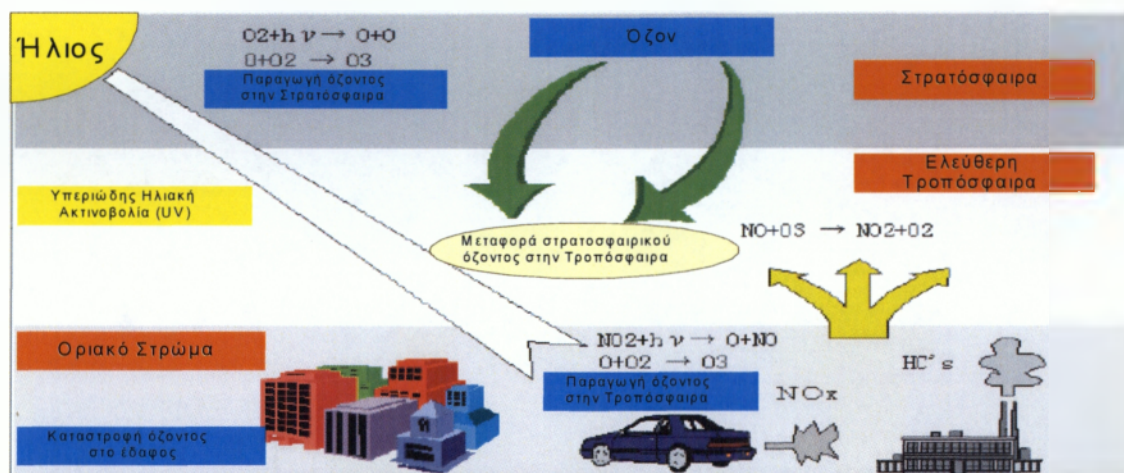 Ήλιος
O2+h ν → O+O
O+O2 → O3
Παραγωγή όζοντος
στην Στρατόσφαιρα
Όζον
Στρατόσφαιρα
Ελεύθερη
Τροπόσφαιρα
Υπεριώδης Ηλιακή
Ακτινοβολία (UV)
Μεταφορά στρατοσφαιρικού
όζοντος στην Τροπόσφαιρα
NO+O3 → NO2+O2
Οριακό Στρώμα
NO2+h ν → O+NO
O+O2 → O3
Παραγωγή όζοντος
στην Τροπόσφαιρα
NOx
HC's
Καταστροφή όζοντος
στο έδαφος